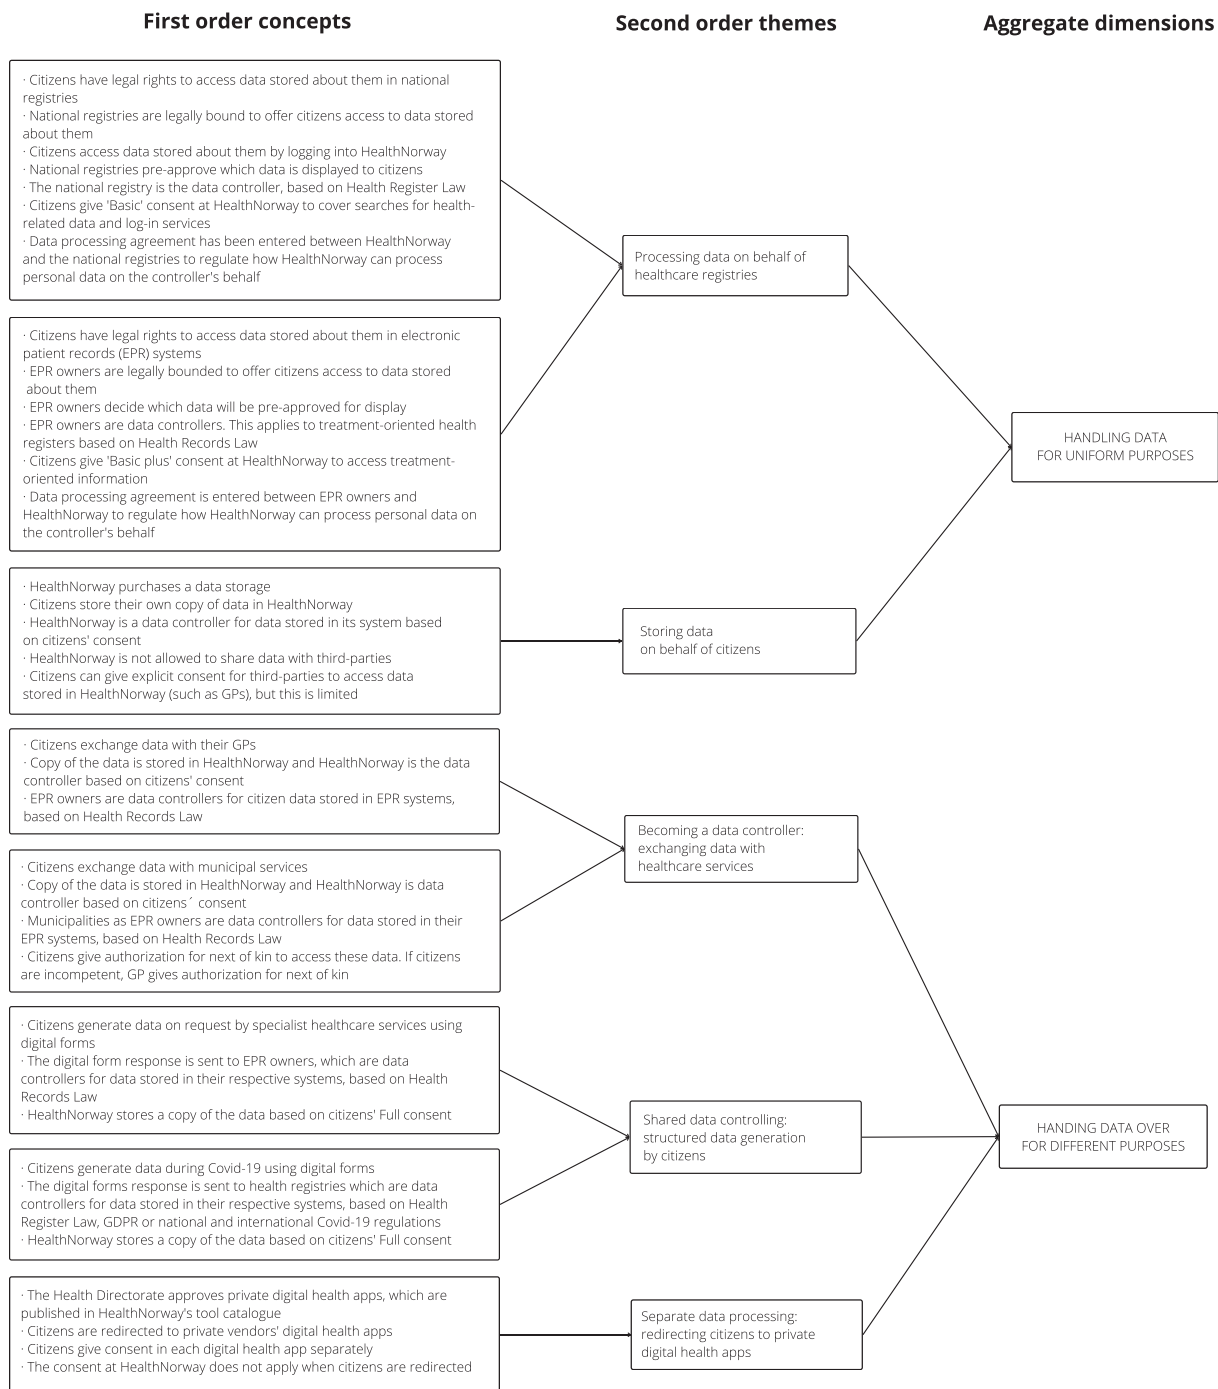 First order concepts
Second order themes
Aggregate dimensions
· Citizens have legal rights to access data stored about them in national
registries
· National registries are legally bound to offer citizens access to data stored
about them
· Citizens access data stored about them by logging into HealthNorway
· National registries pre-approve which data is displayed to citizens
· The national registry is the data controller, based on Health Register Law
· Citizens give 'Basic' consent at HealthNorway to cover searches for health-
related data and log-in services
· Data processing agreement has been entered between HealthNorway
and the national registries to regulate how HealthNorway can process
personal data on the controller's behalf
· Citizens have legal rights to access data stored about them in electronic
patient records (EPR) systems
· EPR owners are legally bounded to offer citizens access to data stored
about them
· EPR owners decide which data will be pre-approved for display
· EPR owners are data controllers. This applies to treatment-oriented health
registers based on Health Records Law
· Citizens give 'Basic plus' consent at HealthNorway to access treatment-
oriented information
· Data processing agreement is entered between EPR owners and
HealthNorway to regulate how HealthNorway can process personal data on
the controller's behalf
Processing data on behalf of
healthcare registries
· HealthNorway purchases a data storage
· Citizens store their own copy of data in HealthNorway
· HealthNorway is a data controller for data stored in its system based
on citizens' consent
· HealthNorway is not allowed to share data with third-parties
· Citizens can give explicit consent for third-parties to access data
stored in HealthNorway (such as GPs), but this is limited
Storing data
on behalf of citizens
HANDLING DATA
FOR UNIFORM PURPOSES
· Citizens exchange data with their GPs
· Copy of the data is stored in HealthNorway and HealthNorway is the data
controller based on citizens' consent
· EPR owners are data controllers for citizen data stored in EPR systems,
based on Health Records Law
· Citizens exchange data with municipal services
· Copy of the data is stored in HealthNorway and HealthNorway is data
controller based on citizens´ consent
· Municipalities as EPR owners are data controllers for data stored in their
EPR systems, based on Health Records Law
· Citizens give authorization for next of kin to access these data. If citizens
are incompetent, GP gives authorization for next of kin
Becoming a data controller:
exchanging data with
healthcare services
· Citizens generate data on request by specialist healthcare services using
digital forms
· The digital form response is sent to EPR owners, which are data
controllers for data stored in their respective systems, based on Health
Records Law
· HealthNorway stores a copy of the data based on citizens' Full consent
· Citizens generate data during Covid-19 using digital forms
· The digital forms response is sent to health registries which are data
controllers for data stored in their respective systems, based on Health
Register Law, GDPR or national and international Covid-19 regulations
· HealthNorway stores a copy of the data based on citizens' Full consent
Shared data controlling:
structured data generation
by citizens
· The Health Directorate approves private digital health apps, which are
published in HealthNorway's tool catalogue
· Citizens are redirected to private vendors' digital health apps
· Citizens give consent in each digital health app separately
· The consent at HealthNorway does not apply when citizens are redirected
Separate data processing:
redirecting citizens to private
digital health apps
HANDING DATA OVER
FOR DIFFERENT PURPOSES